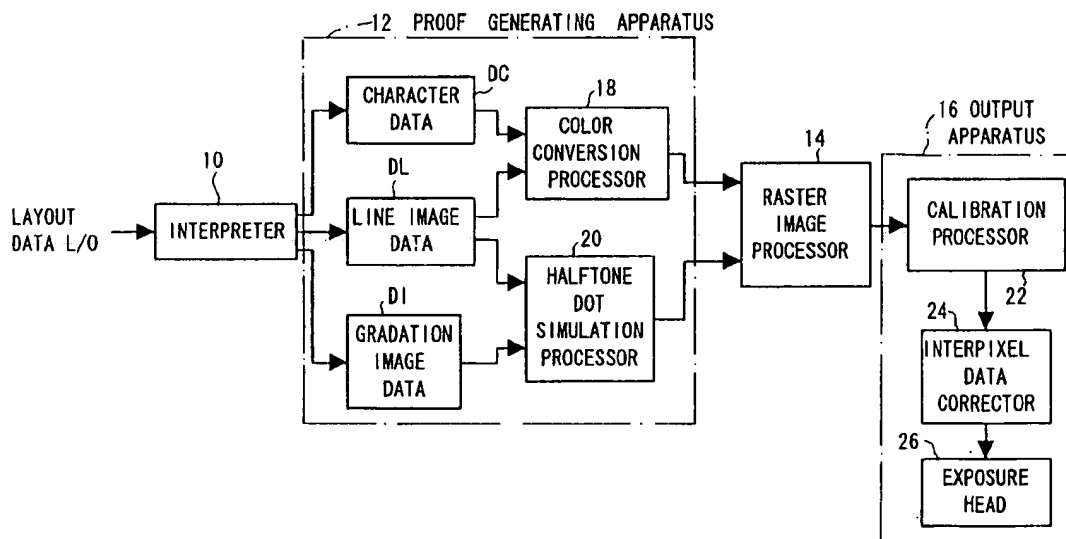 12 PROOF GENERATING APPARATUS
DC
CHARACTER
DATA
18
COLOR
CONVERSION
PROCESSOR
16 OUTPUT
APPARATUS
10
DL
14
LAYOUT
DATA L/O
INTERPRETER
LINE IMAGE
DATA
RASTER
IMAGE
PROCESSOR
CALIBRATION
PROCESSOR
22
20
HALFTONE
DOT
SIMULATION
PROCESSOR
DI
GRADATION
IMAGE
DATA
24
INTERPIXEL
DATA
CORRECTOR
26
EXPOSURE
HEAD